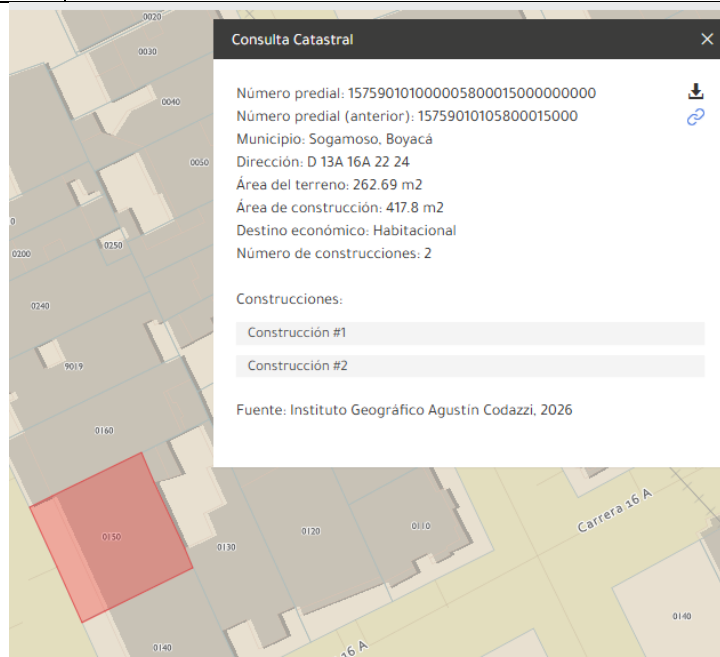 Consulta Catastral
Número predial: 157590101000005800015000000000
Número predial (anterior): 15759010105800015000
Municipio: Sogamoso, Boyacá
Dirección: D 13A 16A 22 24
Área del terreno: 262.69 m2
Área de construcción: 417.8 m2
Destino económico: Habitacional
Número de construcciones: 2
Construcciones:
Construcción #1
Construcción #2
Fuente: Instituto Geográfico Agustín Codazzi, 2026
0020
0030
0040
0050
0
0200
0250
0240
9019
0160
0150
0130
0120
0110
Carrera 16 A
0140
0140
16 A